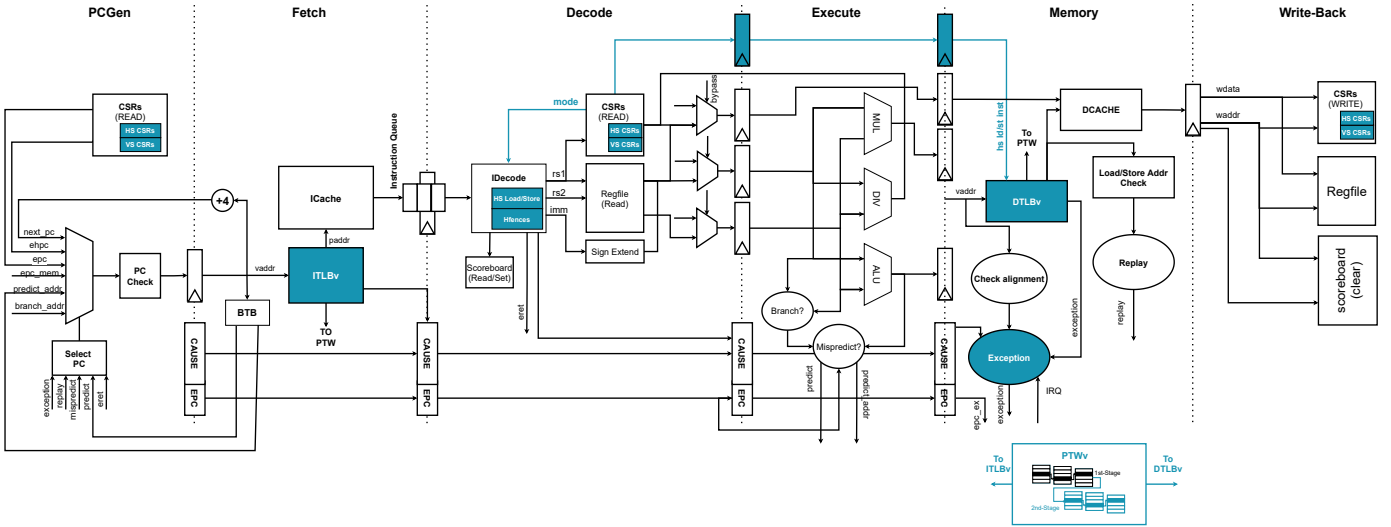 PCGen
Fetch
Decode
Execute
Memory
Write-Back
CSRs
(READ)
HS CSRs
VS CSRs
+4
next_pc
ehpc
epc
epc_mem
predict_addr
branch_addr
PC
Check
Select
PC
exception
replay
mispredict
predict
eret
vaddr
BTB
ICache
paddr
ITLBv
TO
PTW
Instruction Queue
CAUSE
EPC
CAUSE
EPC
mode
IDecode
HS Load/Store
Hfences
rs1
rs2
imm
CSRs
(READ)
HS CSRs
VS CSRs
Regfile
(Read)
Sign Extend
Scoreboard
(Read/Set)
eret
bypass
CAUSE
EPC
MUL
DIV
ALU
Branch?
Mispredict?
predict
predict_addr
CAUSE
EPC
hs ld/st inst
To
PTW
vaddr
DTLBv
DCACHE
Load/Store Addr
Check
Check alignment
Replay
replay
exception
Exception
epc_ex
exception
IRQ
To
ITLBv
PTWv
1st-Stage
2nd-Stage
To
DTLBv
wdata
waddr
CSRs
(WRITE)
HS CSRs
VS CSRs
Regfile
scoreboard
(clear)